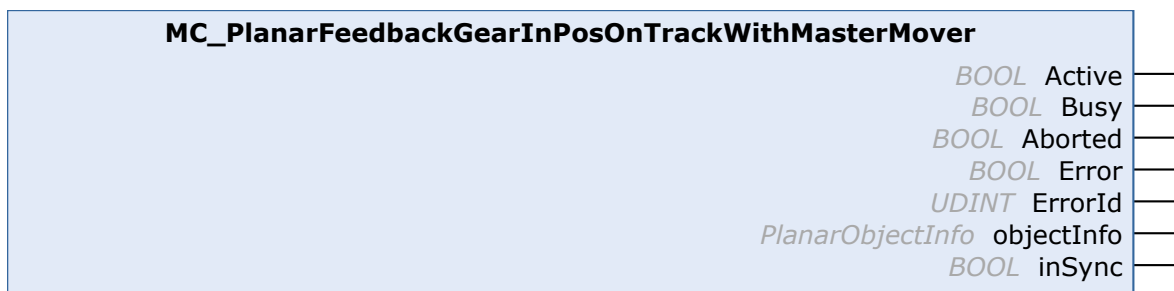 MC_PlanarFeedbackGearInPosOnTrackWithMasterMover
BOOL Active
BOOL Busy
BOOL Aborted
BOOL Error
UDINT ErrorId
PlanarObjectInfo objectInfo
BOOL inSync